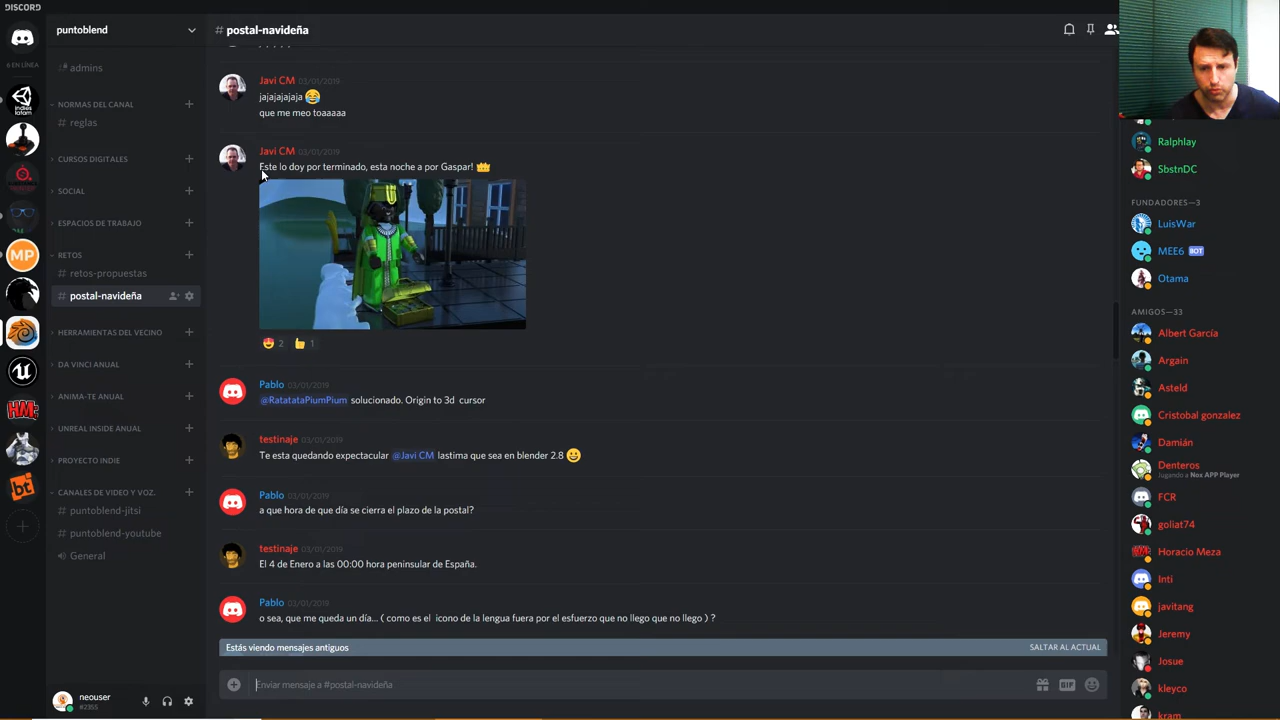 DISCORD
6 EN LÍNEA
puntoblend
admins
NORMAS DEL CANAL
reglas
CURSOS DIGITALES
SOCIAL
ESPACIOS DE TRABAJO
RETOS
# retos-propuestas
# postal-navideña
HERRAMIENTAS DEL VECINO
DA VINCI ANUAL
ANIMA-TE ANUAL
UNREAL INSIDE ANUAL
PROYECTO INDIE
CANALES DE VIDEO Y VOZ.
# puntoblend-jitsi
# puntoblend-youtube
General
neouser
#2355
MP
HM
bt
# postal-navideña
Javi CM 03/01/2019
jajajajajaja 😂
que me meo toaaaaa
Javi CM 03/01/2019
Este lo doy por terminado, esta noche a por Gaspar! 👑
😍 2 👍 1
Pablo 03/01/2019
@RatatataPiumPium solucionado. Origin to 3d cursor
testinaje 03/01/2019
Te esta quedando expectacular @Javi CM lastima que sea en blender 2.8 😀
Pablo 03/01/2019
a que hora de que día se cierra el plazo de la postal?
testinaje 03/01/2019
El 4 de Enero a las 00:00 hora peninsular de España.
Pablo 03/01/2019
o sea, que me queda un día... ( como es el icono de la lengua fuera por el esfuerzo que no llego que no llego ) ?
Estás viendo mensajes antiguos SALTAR AL ACTUAL
Enviar mensaje a #postal-navideña
GIF
Ralphlay
SbstnDC
FUNDADORES—3
LuisWar
MEE6 BOT
Otama
AMIGOS—33
Albert García
Argain
Asteld
Cristobal gonzalez
Damián
Denteros
Jugando a Nox APP Player
FCR
goliat74
Horacio Meza
Inti
javitang
Jeremy
Josue
kleyco
kram